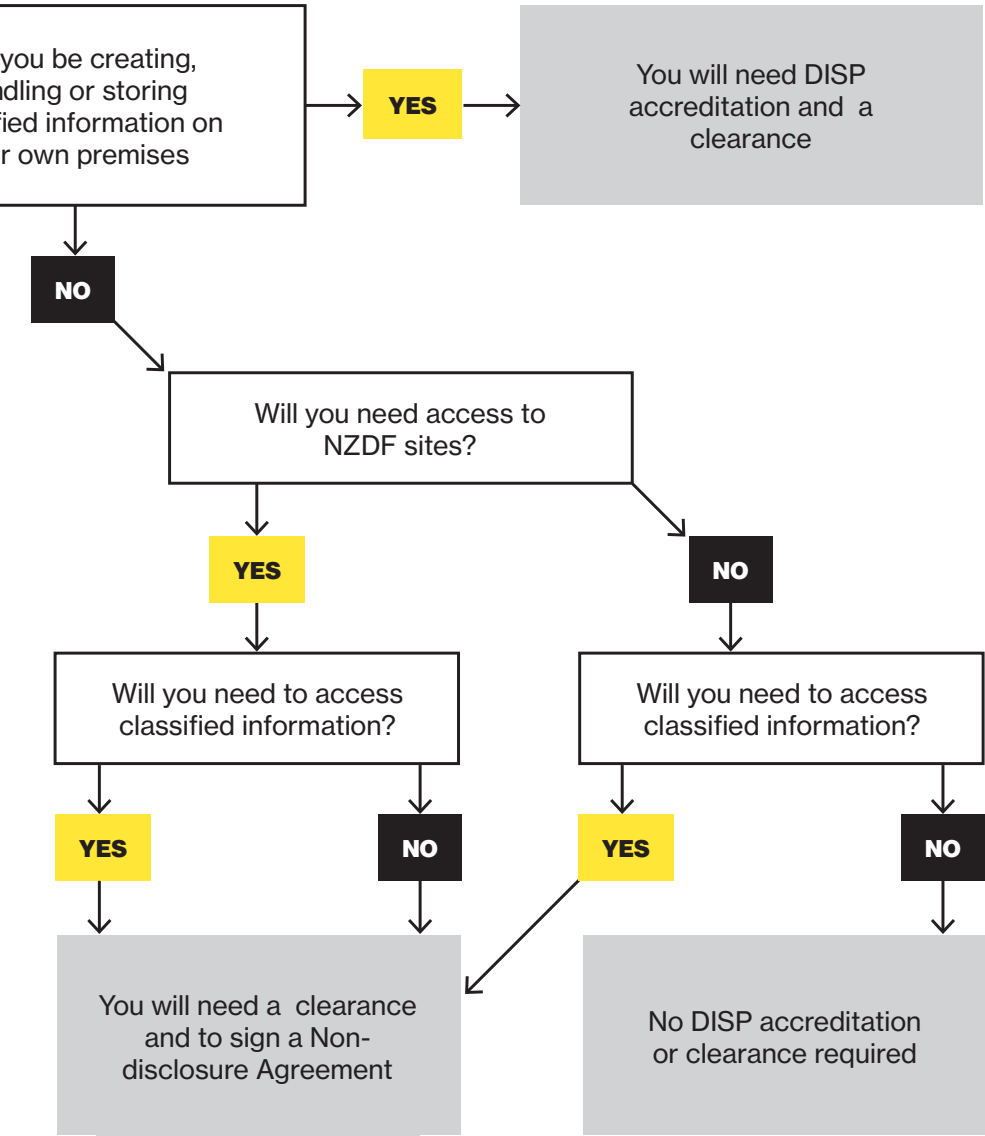 you be creating,
or storing
information on
own premises
YES
You will need DISP
accreditation and a
clearance
NO
Will you need access to
NZDF sites?
YES
NO
Will you need to access
classified information?
Will you need to access
classified information?
YES
NO
YES
NO
You will need a clearance
and to sign a Non-
disclosure Agreement
No DISP accreditation
or clearance required